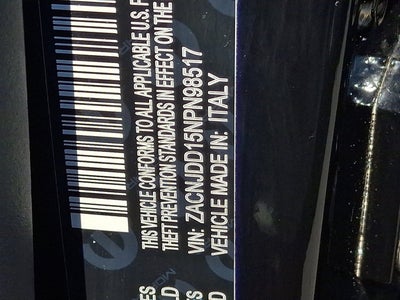 THIS VEHICLE CONFORMS TO ALL APPLICABLE U.S. F
THEFT PREVENTION STANDARDS IN EFFECT ON THE
VIN: ZACNJDD15NPN98517
VEHICLE MADE IN: ITALY